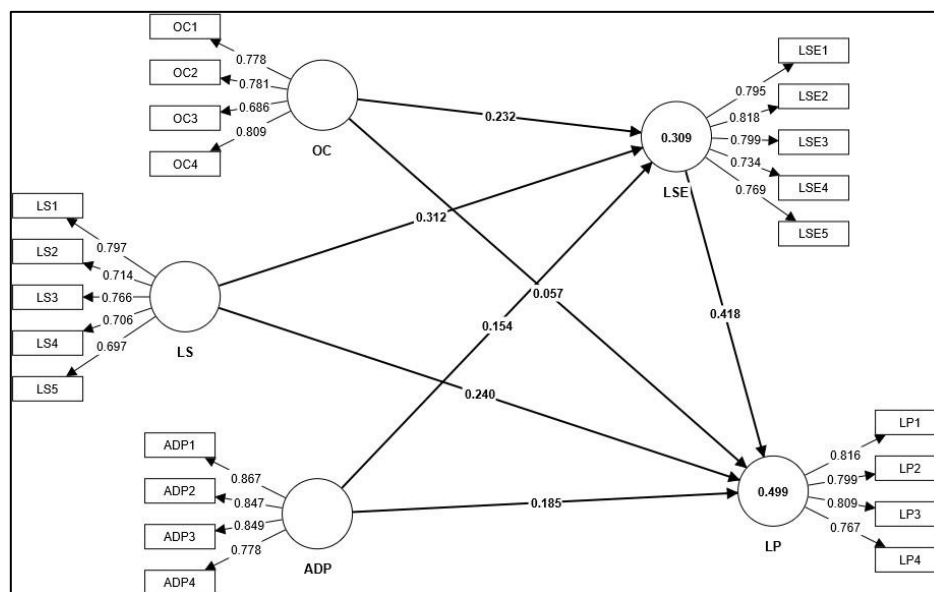 OC1
OC2
OC3
OC4
0.778
0.781
0.686
0.809
OC
LS1
LS2
LS3
LS4
LS5
0.797
0.714
0.766
0.706
0.697
LS
ADP1
ADP2
ADP3
ADP4
0.867
0.847
0.849
0.778
ADP
0.232
0.312
0.057
0.154
0.240
0.185
0.418
0.309
LSE
0.795
0.818
0.799
0.734
0.769
LSE1
LSE2
LSE3
LSE4
LSE5
0.499
LP
0.816
0.799
0.809
0.767
LP1
LP2
LP3
LP4